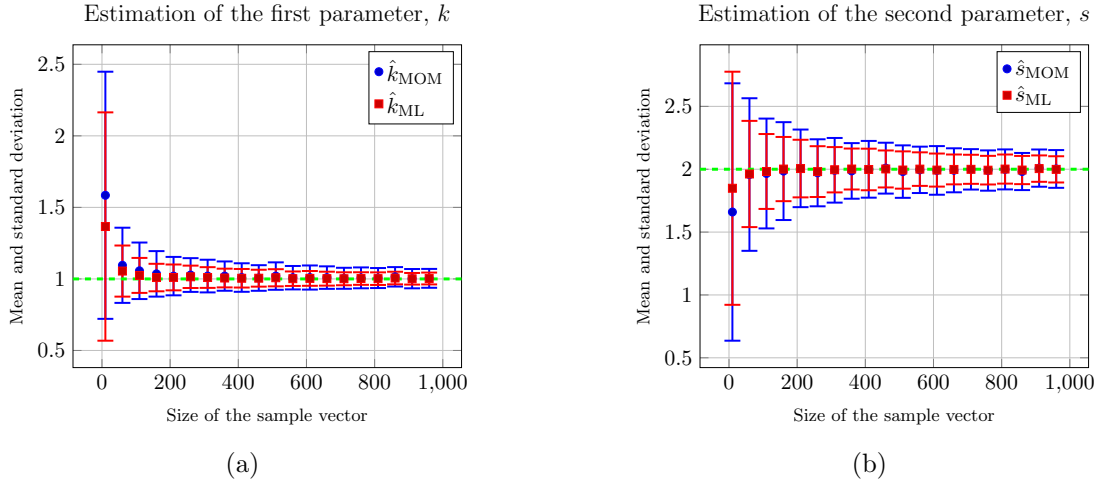 Estimation of the first parameter, k
Mean and standard deviation
2.5
2
1.5
1
0.5
k̂MOM
k̂ML
0
200
400
600
800
1,000
Size of the sample vector
(a)
Estimation of the second parameter, s
Mean and standard deviation
2.5
2
1.5
1
0.5
ŝMOM
ŝML
0
200
400
600
800
1,000
Size of the sample vector
(b)